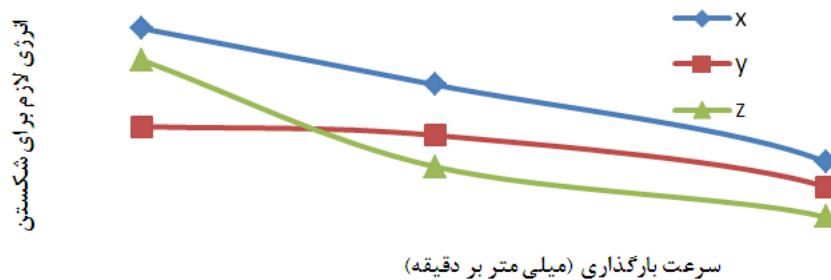 انرژی لازم برای شکستن
x
y
z
سرعت بارگذاری (میلی متر بر دقیقه)